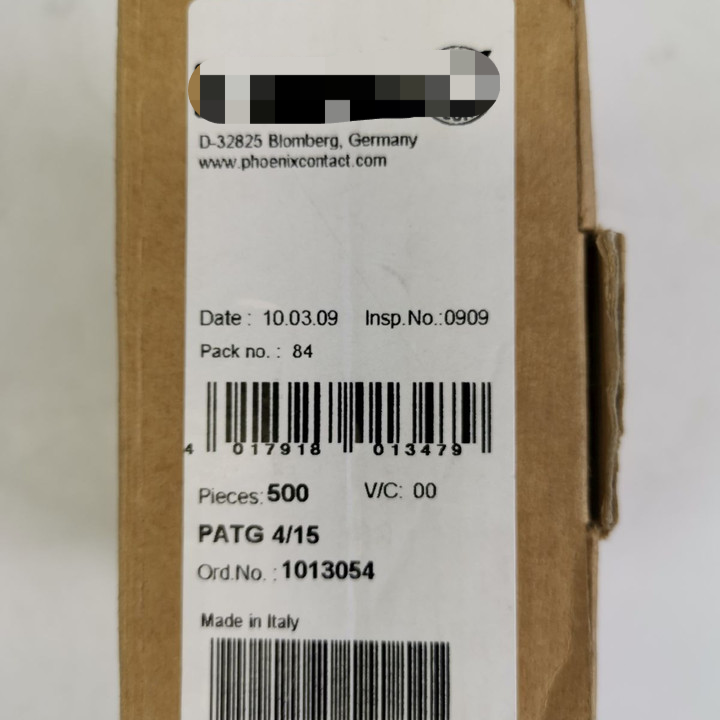 D-32825 Blomberg, Germany
www.phoenixcontact.com
Date : 10.03.09 Insp.No.:0909
Pack no. : 84
4 017918 013479
Pieces: 500 V/C: 00
PATG 4/15
Ord.No. : 1013054
Made in Italy